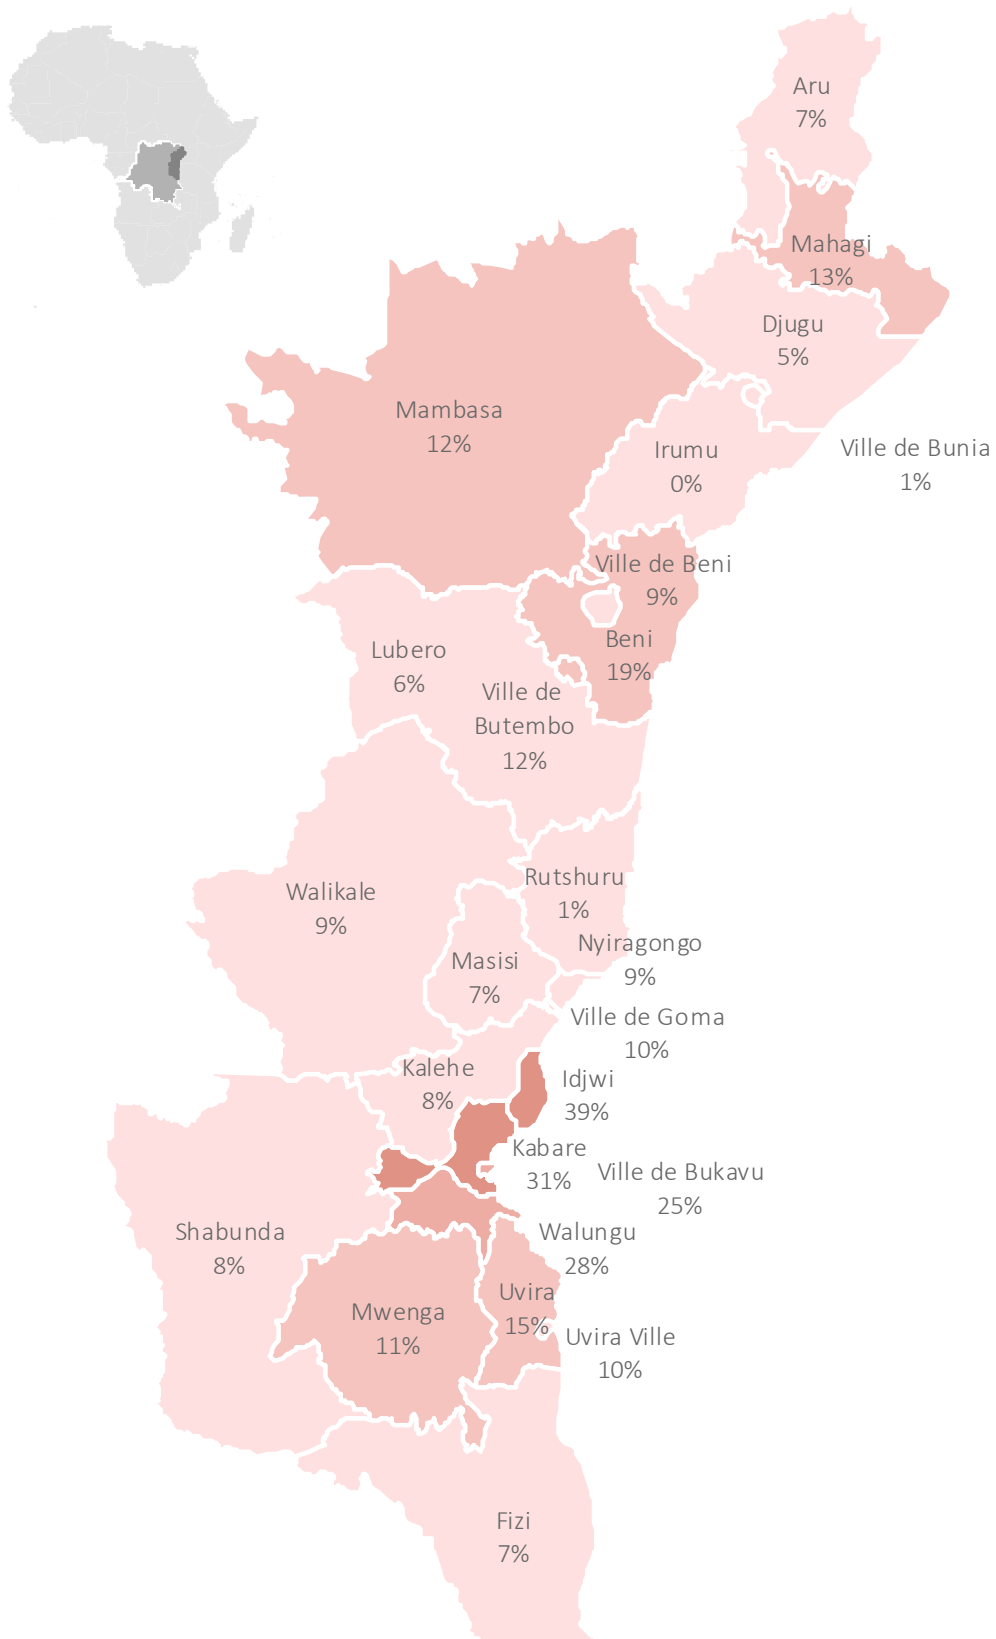 Aru
7%
Mahagi
13%
Djugu
5%
Mambasa
12%
Irumu
0%
Ville de Bunia
1%
Ville de Beni
9%
Beni
19%
Lubero
6%
Ville de
Butembo
12%
Rutshuru
1%
Walikale
9%
Nyiragongo
9%
Masisi
7%
Ville de Goma
10%
Kalehe
8%
Idjwi
39%
Kabare
31%
Ville de Bukavu
25%
Shabunda
8%
Walungu
28%
Uvira
15%
Mwenga
11%
Uvira Ville
10%
Fizi
7%